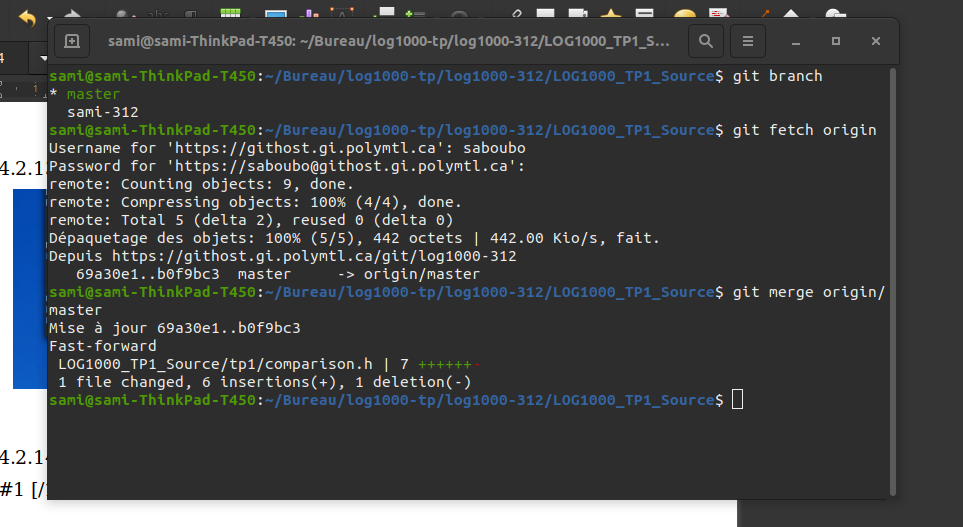 sami@sami-ThinkPad-T450: ~/Bureau/log1000-tp/log1000-312/LOG1000_TP1_S...
sami@sami-ThinkPad-T450:~/Bureau/log1000-tp/log1000-312/LOG1000_TP1_Source$ git branch
* master
  sami-312
sami@sami-ThinkPad-T450:~/Bureau/log1000-tp/log1000-312/LOG1000_TP1_Source$ git fetch origin
Username for 'https://githost.gi.polymtl.ca': saboubo
Password for 'https://saboubo@githost.gi.polymtl.ca':
remote: Counting objects: 9, done.
remote: Compressing objects: 100% (4/4), done.
remote: Total 5 (delta 2), reused 0 (delta 0)
Dépaquetage des objets: 100% (5/5), 442 octets | 442.00 Kio/s, fait.
Depuis https://githost.gi.polymtl.ca/git/log1000-312
   69a30e1..b0f9bc3  master     -> origin/master
sami@sami-ThinkPad-T450:~/Bureau/log1000-tp/log1000-312/LOG1000_TP1_Source$ git merge origin/
master
Mise à jour 69a30e1..b0f9bc3
Fast-forward
 LOG1000_TP1_Source/tp1/comparison.h | 7 ++++++-
 1 file changed, 6 insertions(+), 1 deletion(-)
sami@sami-ThinkPad-T450:~/Bureau/log1000-tp/log1000-312/LOG1000_TP1_Source$
4.2.1
4.2.14
#1 [/